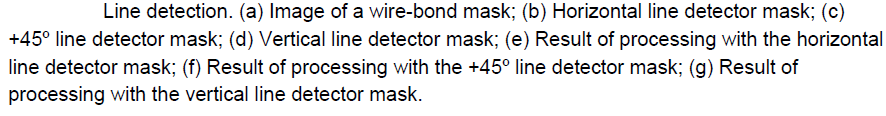 Line detection. (a) Image of a wire-bond mask; (b) Horizontal line detector mask; (c)
+45º line detector mask; (d) Vertical line detector mask; (e) Result of processing with the horizontal
line detector mask; (f) Result of processing with the +45º line detector mask; (g) Result of
processing with the vertical line detector mask.